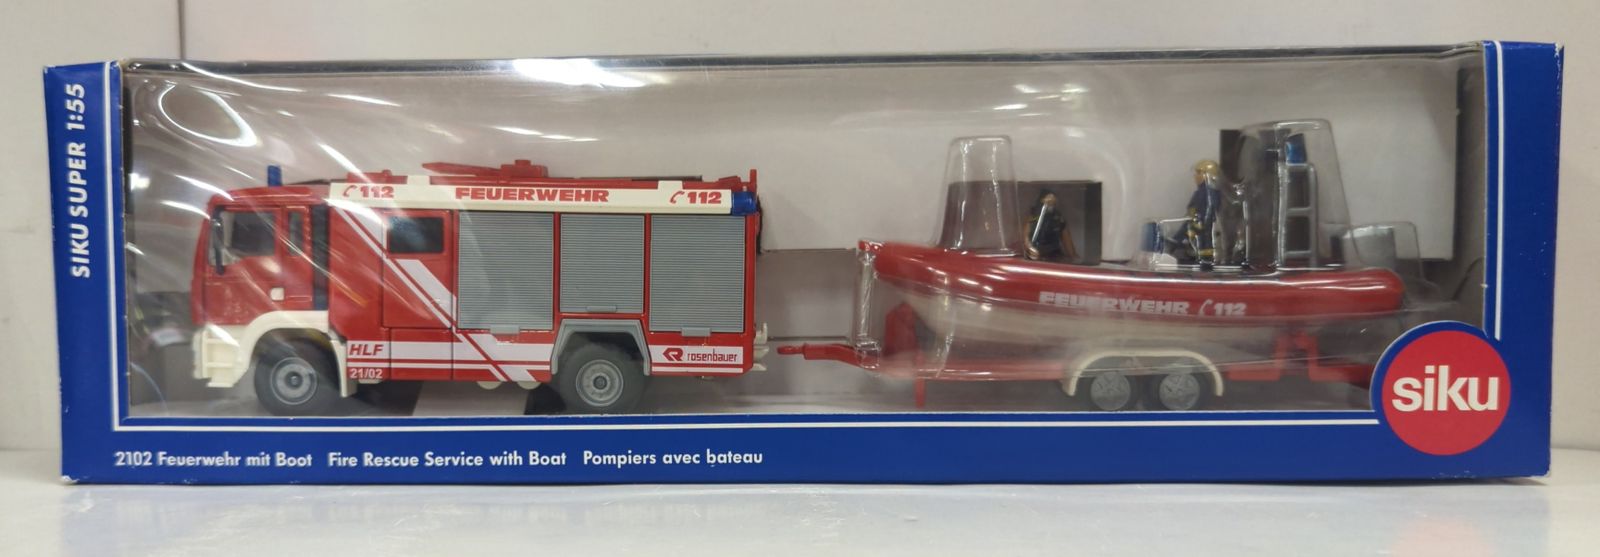 SIKU SUPER 1:55
112 FEUERWEHR 112
HLF
21/02
rosenbauer
FEUERWEHR 112
siku
2102 Feuerwehr mit Boot Fire Rescue Service with Boat Pompiers avec bateau